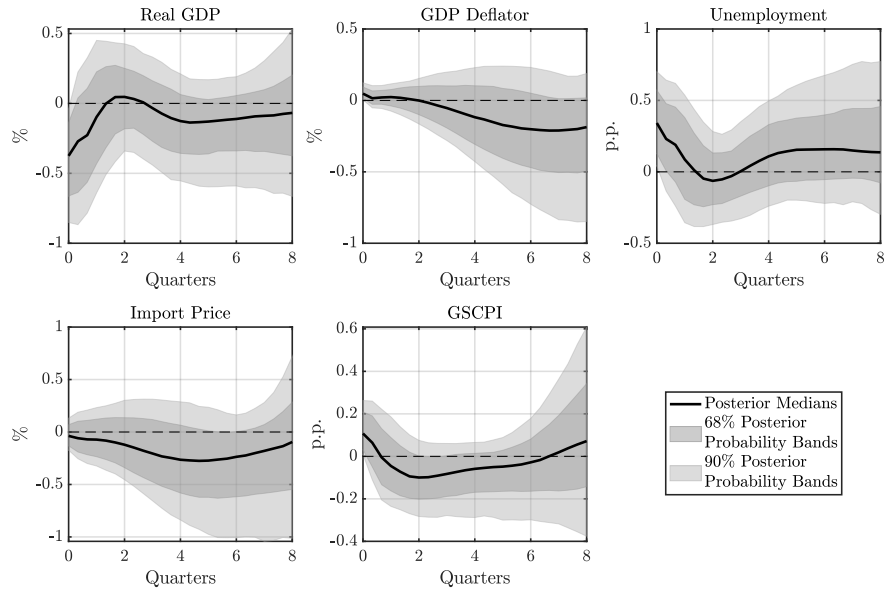 Real GDP
0.5
0
-0.5
-1
%
0 2 4 6 8
Quarters
GDP Deflator
0.5
0
-0.5
-1
%
0 2 4 6 8
Quarters
Unemployment
1
0.5
0
-0.5
p.p.
0 2 4 6 8
Quarters
Import Price
1
0.5
0
-0.5
-1
%
0 2 4 6 8
Quarters
GSCPI
0.6
0.4
0.2
0
-0.2
-0.4
p.p.
0 2 4 6 8
Quarters
Posterior Medians
68% Posterior
Probability Bands
90% Posterior
Probability Bands